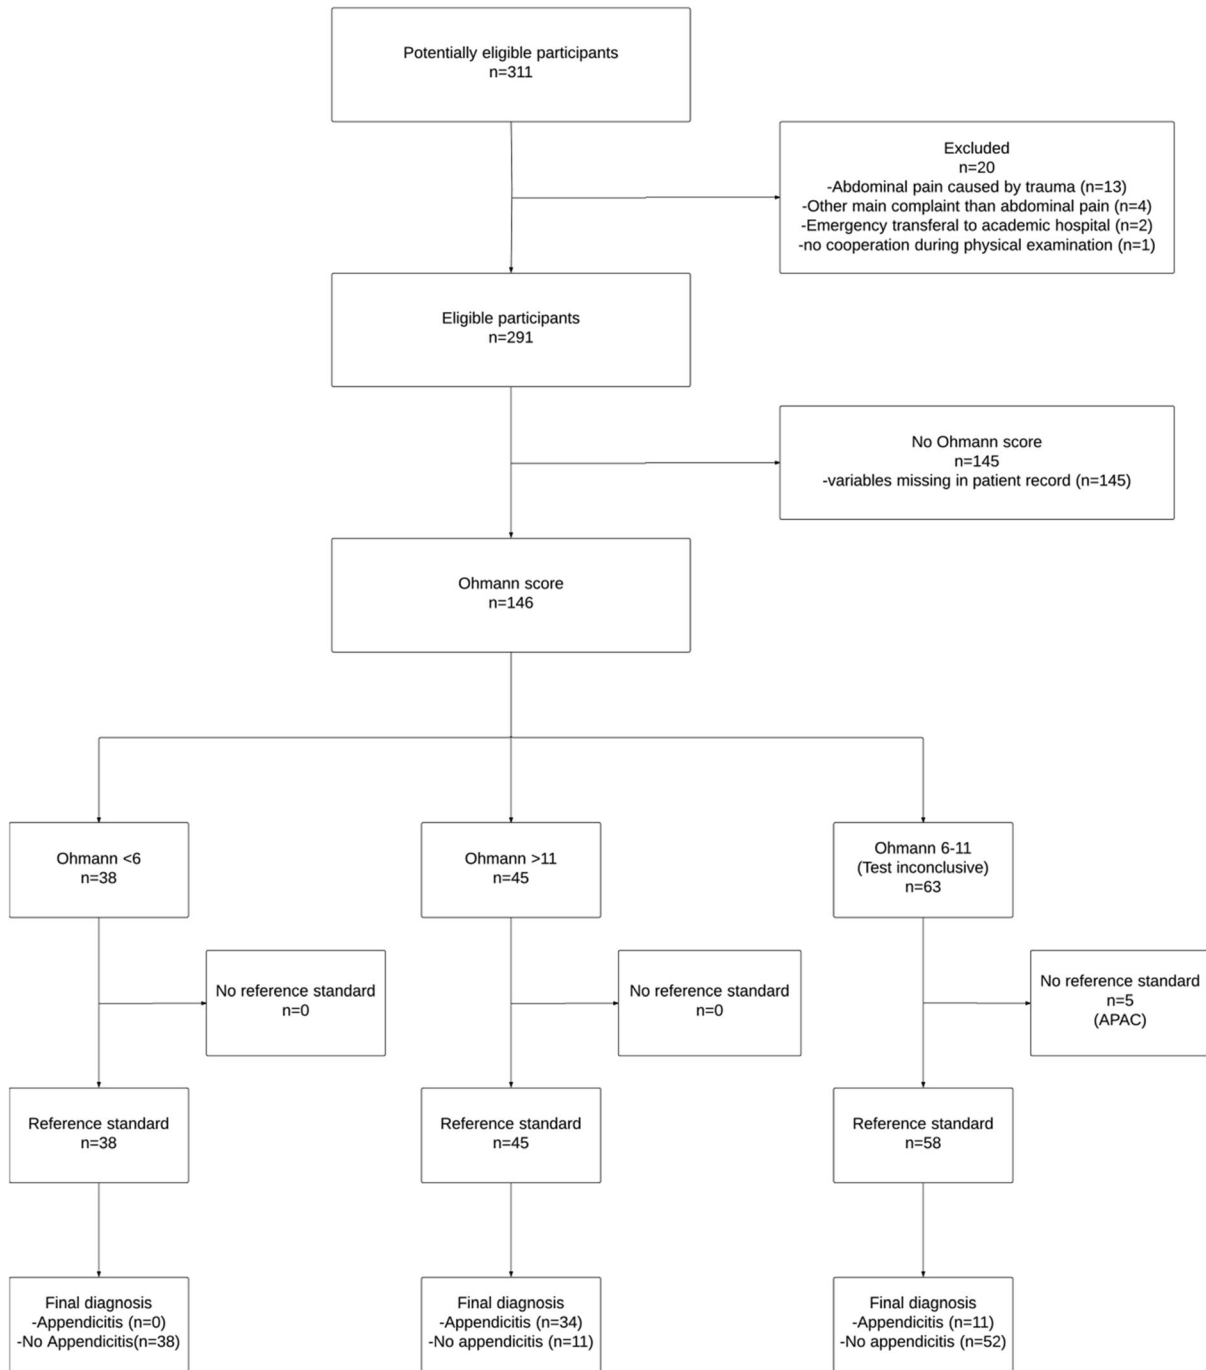 Potentially eligible participants
n=311
Excluded
n=20
-Abdominal pain caused by trauma (n=13)
-Other main complaint than abdominal pain (n=4)
-Emergency transferal to academic hospital (n=2)
-no cooperation during physical examination (n=1)
Eligible participants
n=291
No Ohmann score
n=145
-variables missing in patient record (n=145)
Ohmann score
n=146
Ohmann <6
n=38
Ohmann >11
n=45
Ohmann 6-11
(Test inconclusive)
n=63
No reference standard
n=0
No reference standard
n=0
No reference standard
n=5
(APAC)
Reference standard
n=38
Reference standard
n=45
Reference standard
n=58
Final diagnosis
-Appendicitis (n=0)
-No Appendicitis(n=38)
Final diagnosis
-Appendicitis (n=34)
-No appendicitis (n=11)
Final diagnosis
-Appendicitis (n=11)
-No appendicitis (n=52)